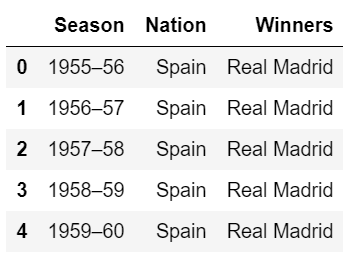 Season Nation Winners
0 1955–56 Spain Real Madrid
1 1956–57 Spain Real Madrid
2 1957–58 Spain Real Madrid
3 1958–59 Spain Real Madrid
4 1959–60 Spain Real Madrid